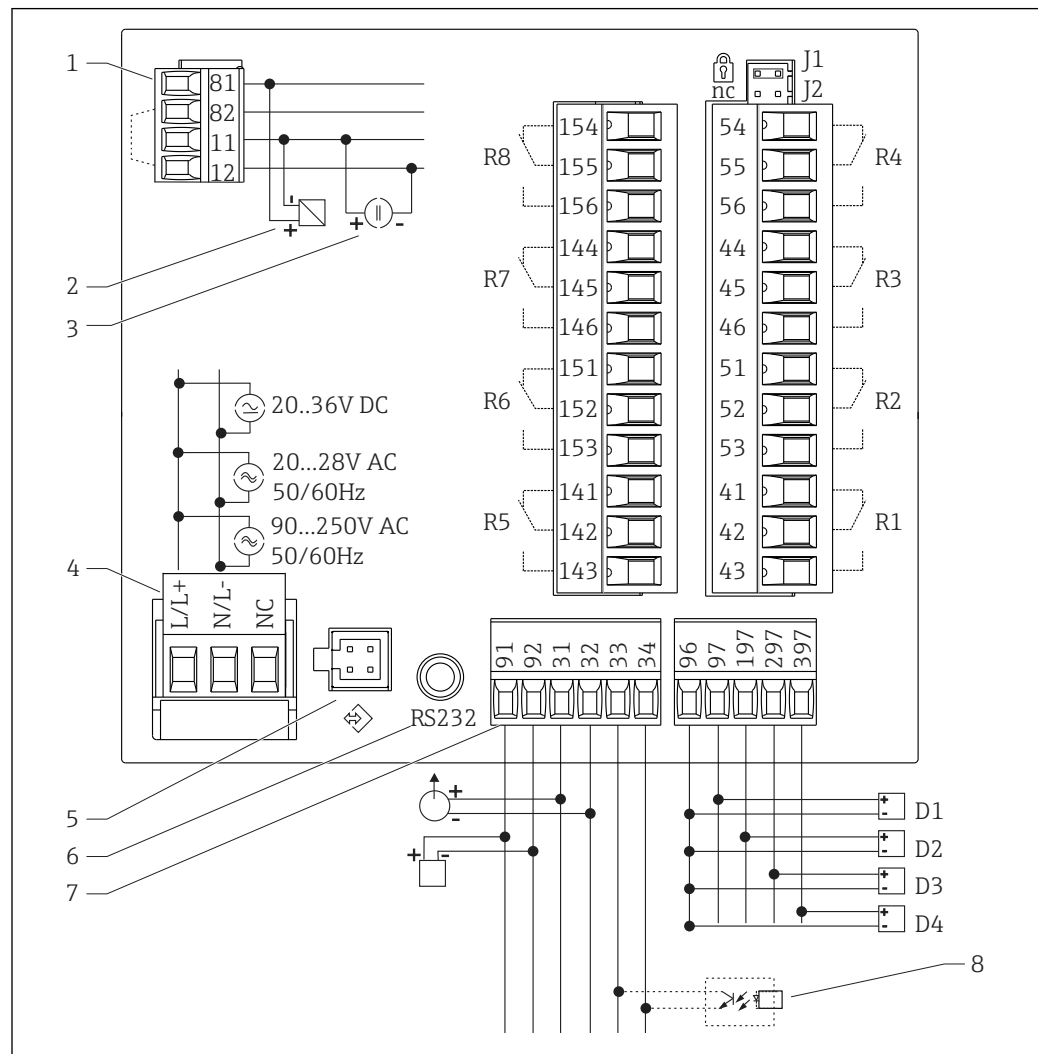 1
81
82
11
12
-
+
+
-
2
3
nc
J1
J2
154
155
156
R8
144
145
146
R7
151
152
153
R6
141
142
143
R5
54
55
56
R4
44
45
46
R3
51
52
53
R2
41
42
43
R1
20..36V DC
20...28V AC
50/60Hz
90...250V AC
50/60Hz
4
L/L+
N/L-
NC
RS232
91
92
31
32
33
34
96
97
197
297
397
5
6
7
+
-
+
-
+
-
D1
+
-
D2
+
-
D3
+
-
D4
8